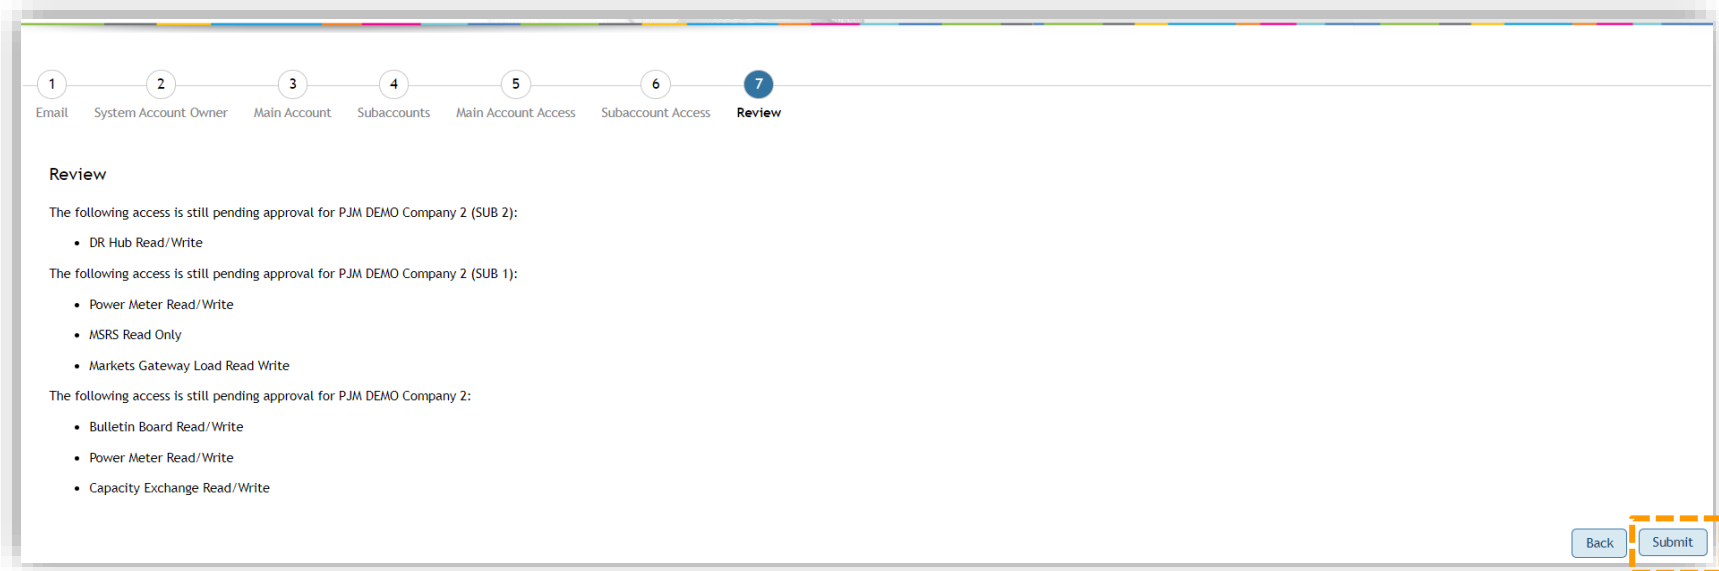 1 2 3 4 5 6 7
Email System Account Owner Main Account Subaccounts Main Account Access Subaccount Access Review
Review
The following access is still pending approval for PJM DEMO Company 2 (SUB 2):
• DR Hub Read/Write
The following access is still pending approval for PJM DEMO Company 2 (SUB 1):
• Power Meter Read/Write
• MSRS Read Only
• Markets Gateway Load Read Write
The following access is still pending approval for PJM DEMO Company 2:
• Bulletin Board Read/Write
• Power Meter Read/Write
• Capacity Exchange Read/Write
Back Submit